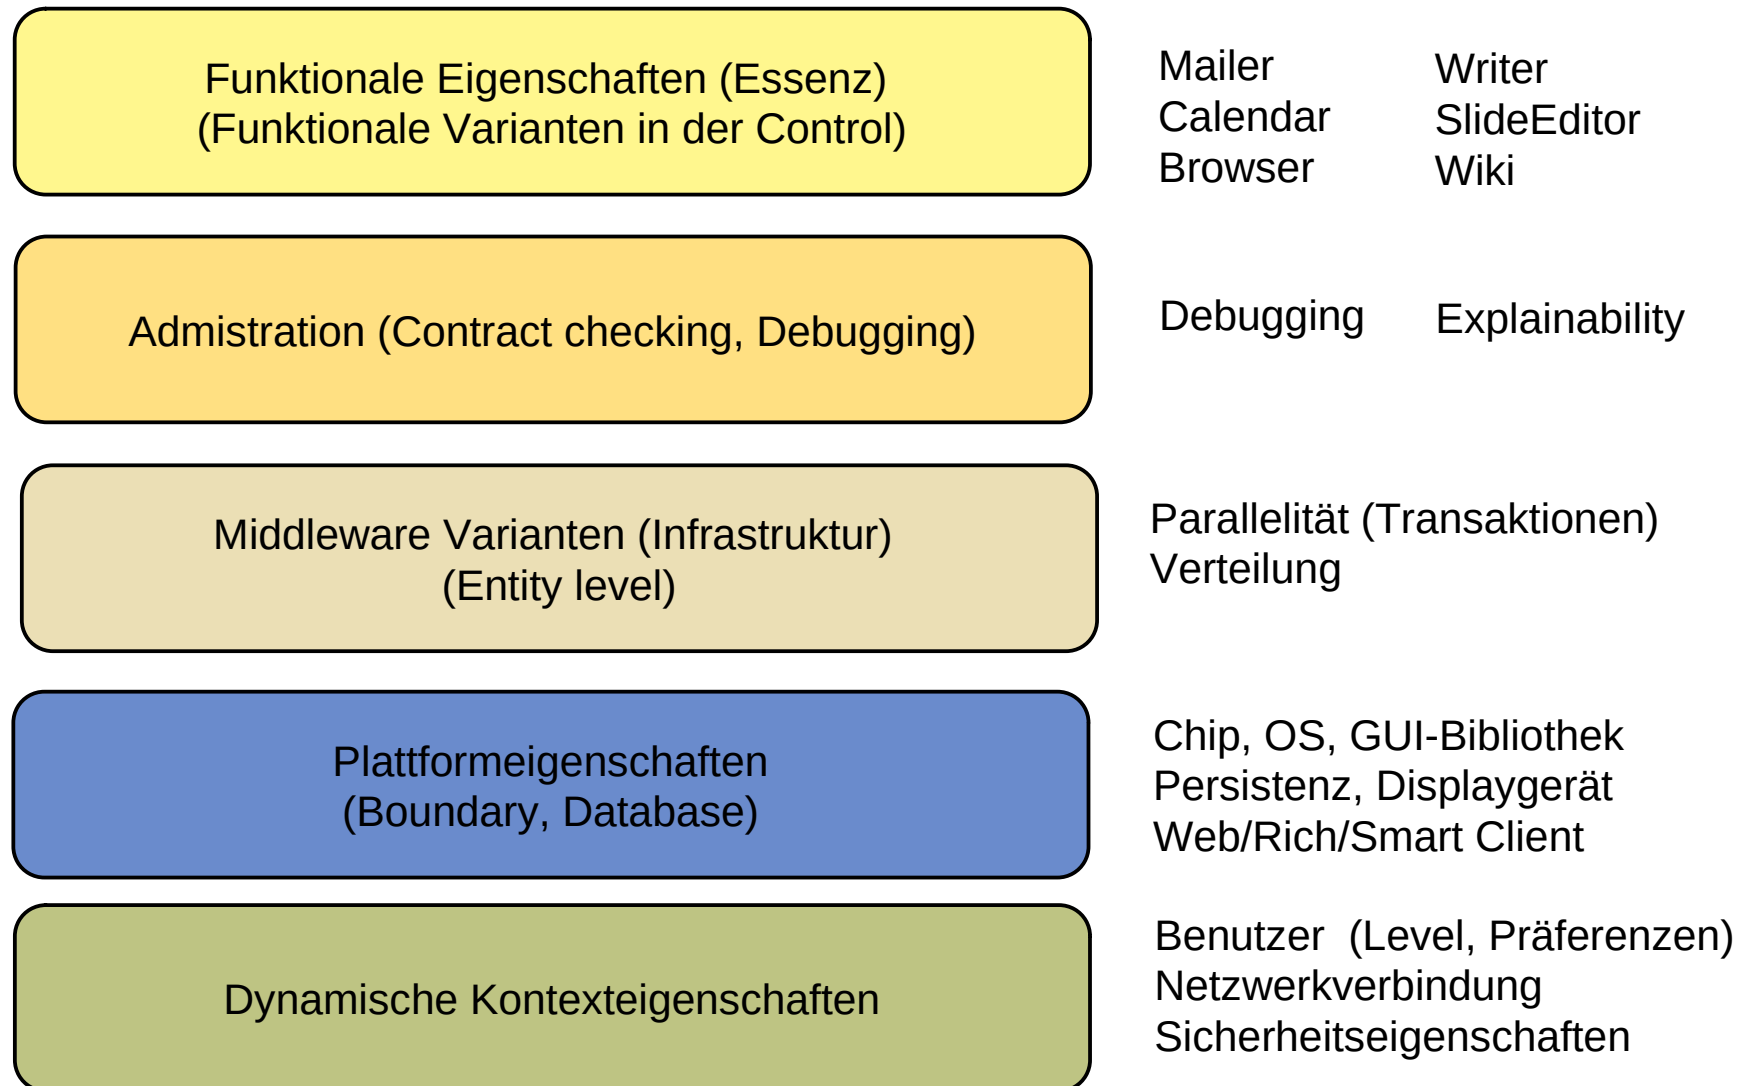 Funktionale Eigenschaften (Essenz)
(Funktionale Varianten in der Control)
Mailer
Calendar
Browser
Writer
SlideEditor
Wiki
Admistration (Contract checking, Debugging)
Debugging
Explainability
Middleware Varianten (Infrastruktur)
(Entity level)
Parallelität (Transaktionen)
Verteilung
Plattformeigenschaften
(Boundary, Database)
Chip, OS, GUI-Bibliothek
Persistenz, Displaygerät
Web/Rich/Smart Client
Dynamische Kontexteigenschaften
Benutzer (Level, Präferenzen)
Netzwerkverbindung
Sicherheitseigenschaften